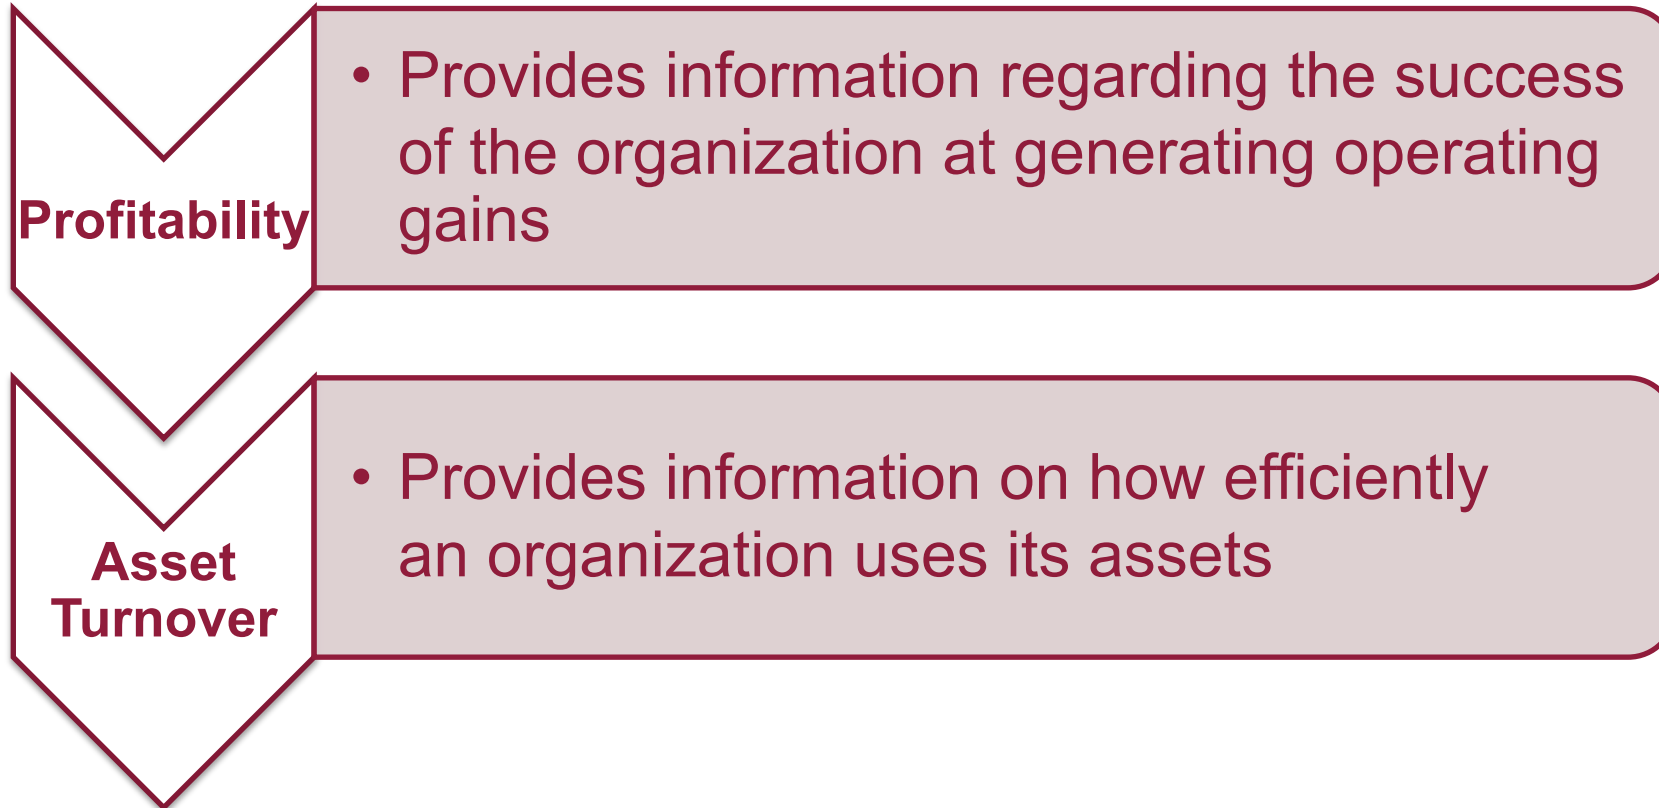 Profitability
• Provides information regarding the success
of the organization at generating operating
gains
Asset
Turnover
• Provides information on how efficiently
an organization uses its assets